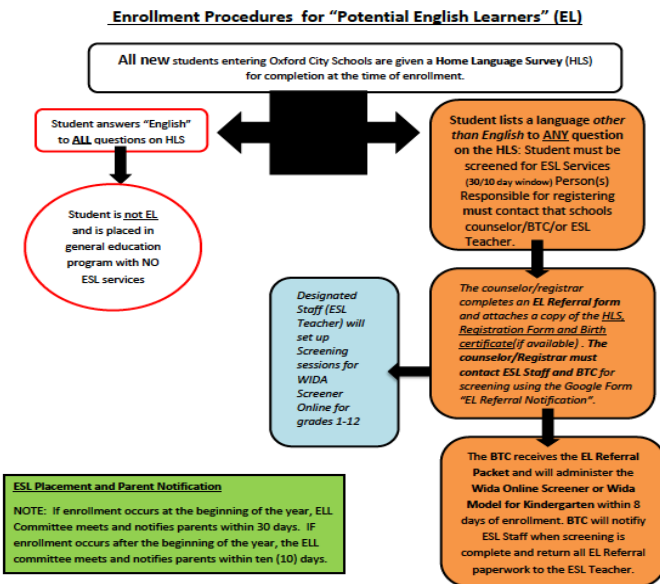 Enrollment Procedures for “Potential English Learners” (EL)
All new students entering Oxford City Schools are given a Home Language Survey (HLS)
for completion at the time of enrollment.
Student answers “English”
to ALL questions on HLS
Student is not EL
and is placed in
general education
program with NO
ESL services
Student lists a language other
than English to ANY question
on the HLS: Student must be
screened for ESL Services
(30/10 day window) Person(s)
Responsible for registering
must contact that schools
counselor/BTC/or ESL
Teacher.
The counselor/registrar
completes an EL Referral form
and attaches a copy of the HLS,
Registration Form and Birth
certificate(if available) . The
counselor/Registrar must
contact ESL Staff and BTC for
screening using the Google Form
“EL Referral Notification”.
Designated
Staff (ESL
Teacher) will
set up
Screening
sessions for
WIDA
Screener
Online for
grades 1-12
The BTC receives the EL Referral
Packet and will administer the
Wida Online Screener or Wida
Model for Kindergarten within 8
days of enrollment. BTC will notifiy
ESL Staff when screening is
complete and return all EL Referral
paperwork to the ESL Teacher.
ESL Placement and Parent Notification
NOTE: If enrollment occurs at the beginning of the year, ELL
Committee meets and notifies parents within 30 days. IF
enrollment occurs after the beginning of the year, the ELL
committee meets and notifies parents within ten (10) days.